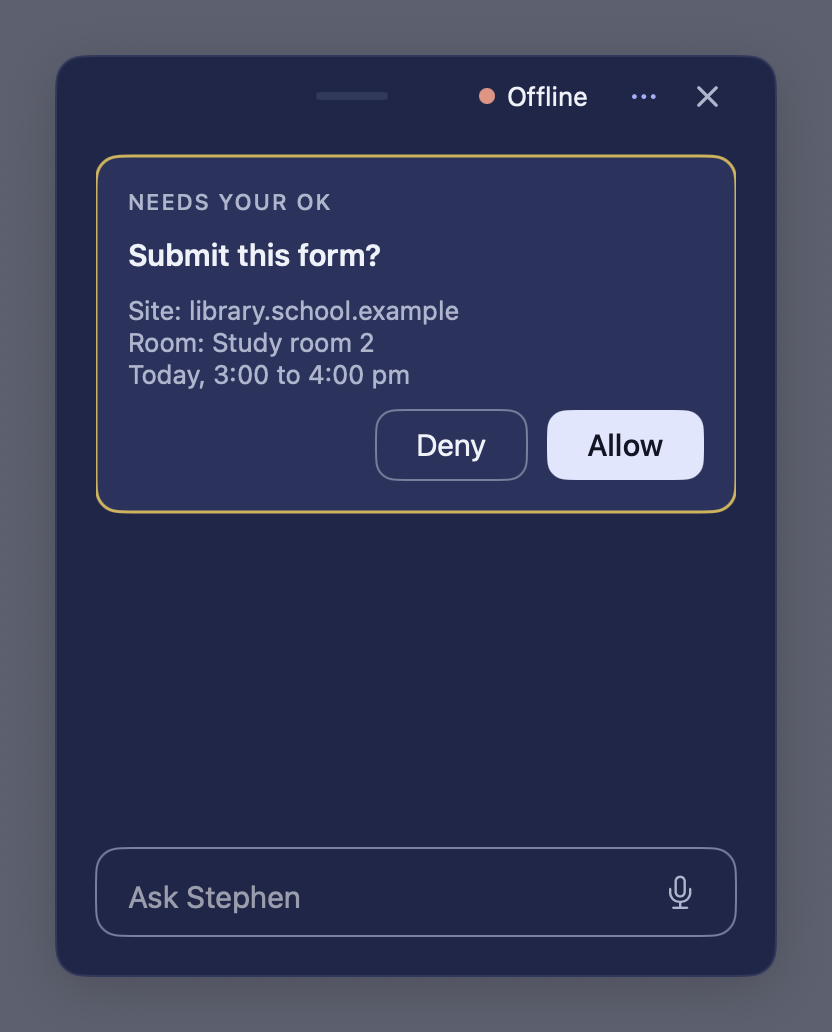 Offline
NEEDS YOUR OK
Submit this form?
Site: library.school.example
Room: Study room 2
Today, 3:00 to 4:00 pm
Deny Allow
Ask Stephen